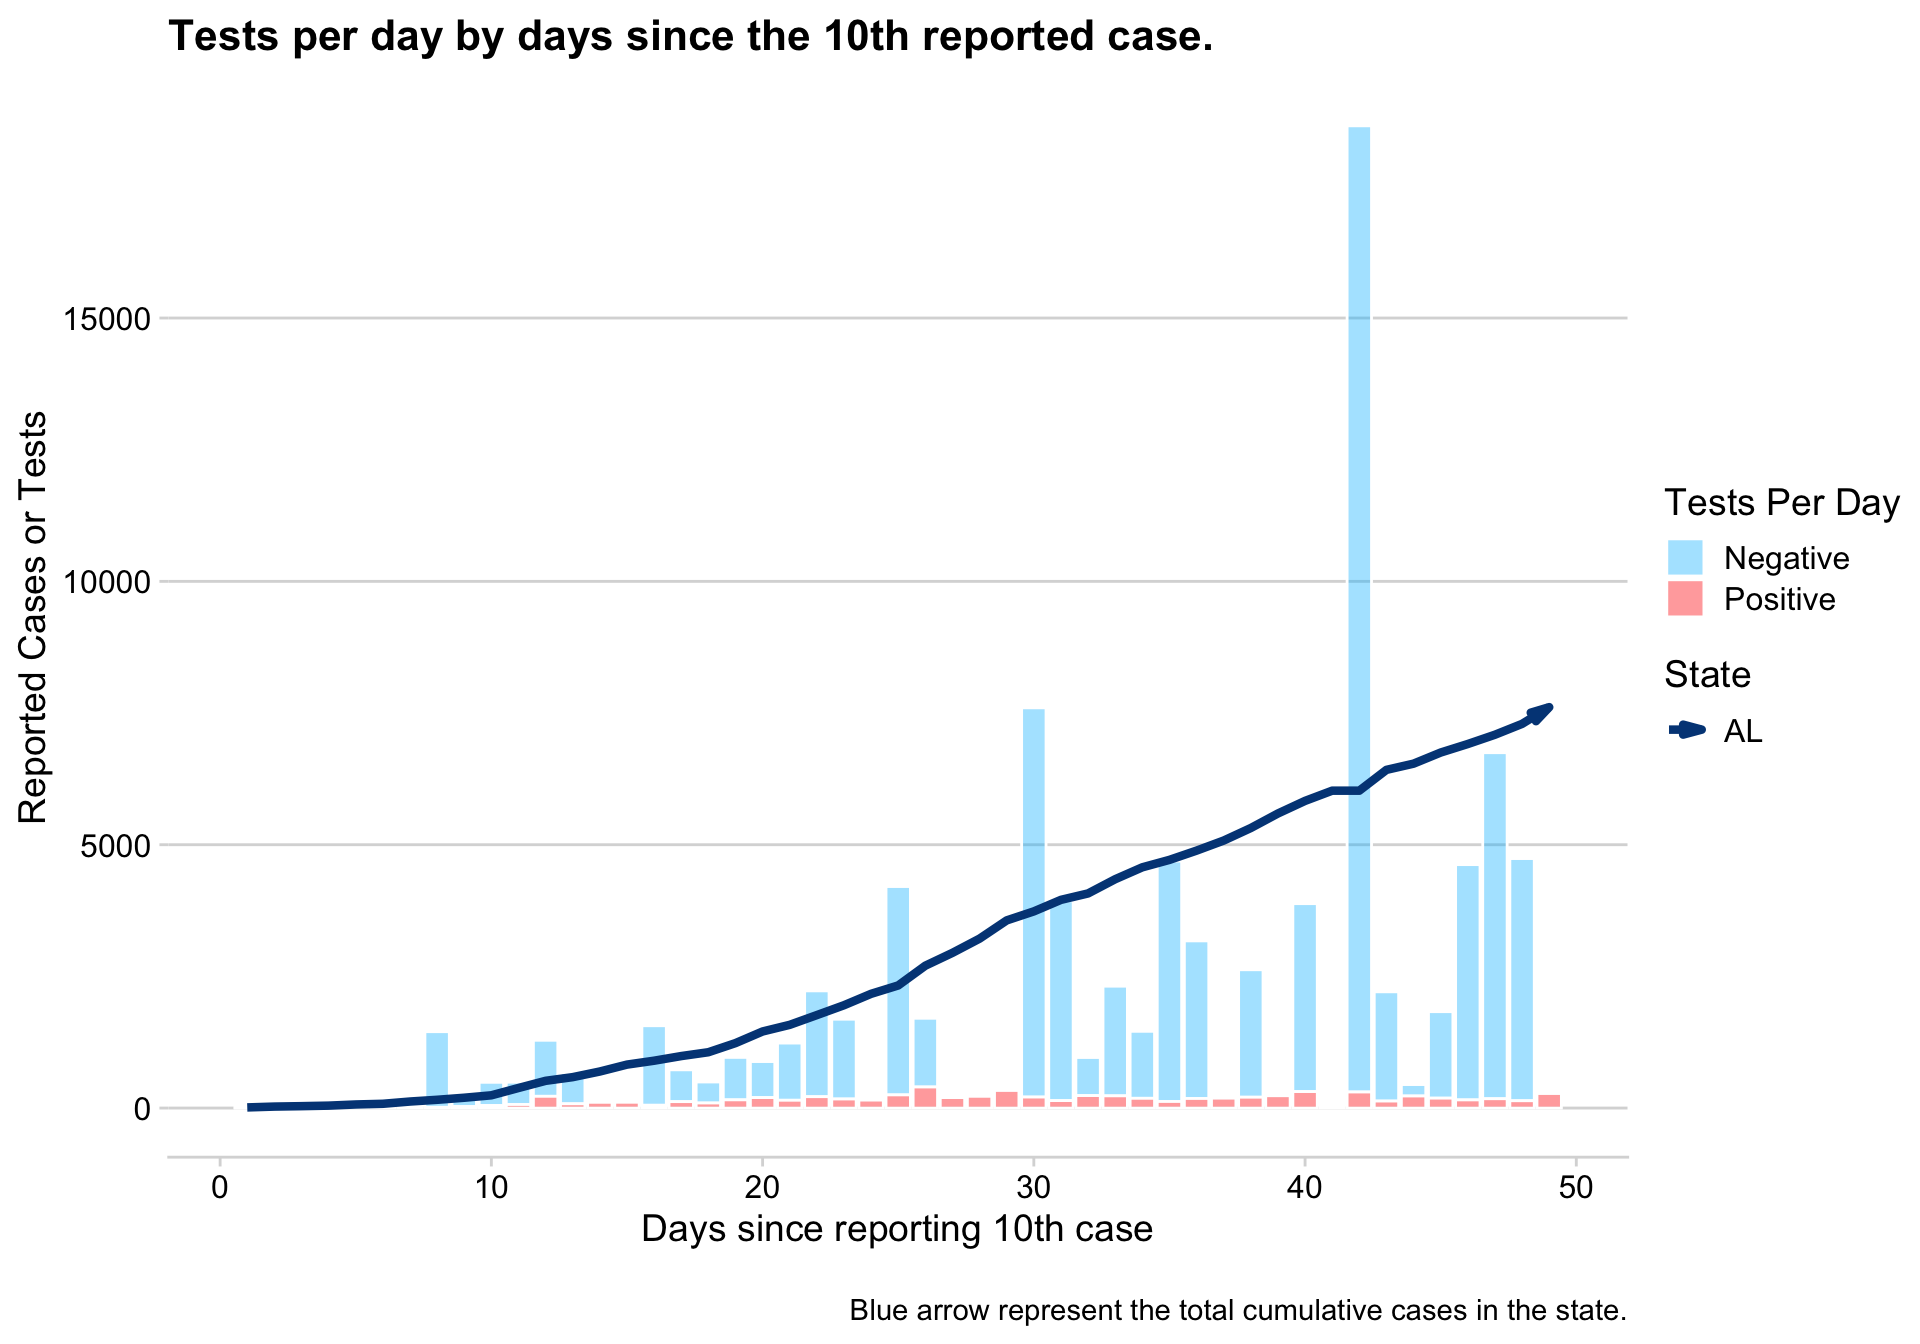 Tests per day by days since the 10th reported case.
Reported Cases or Tests
15000
10000
5000
0
0 10 20 30 40 50
Days since reporting 10th case
Tests Per Day
Negative
Positive
State
AL
Blue arrow represent the total cumulative cases in the state.